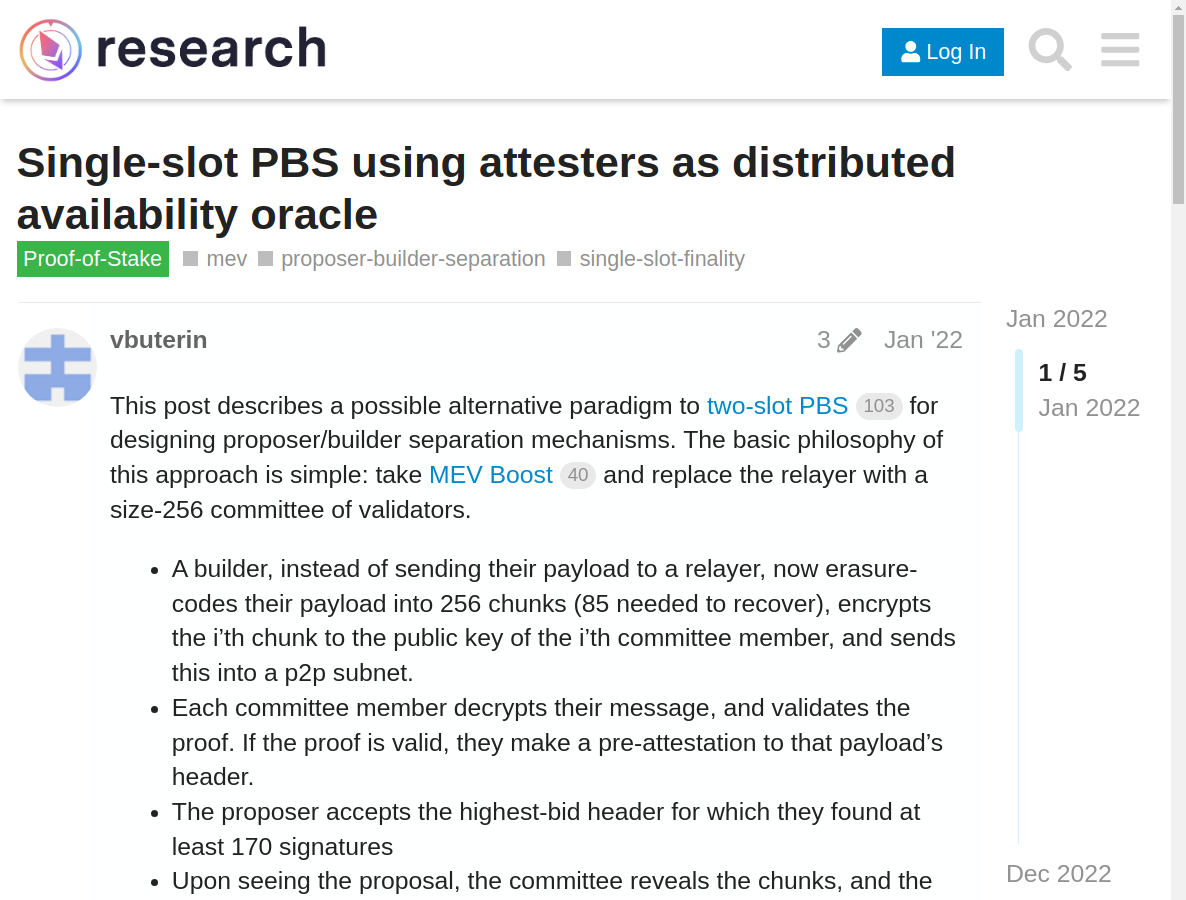 research
Log In
Single-slot PBS using attesters as distributed
availability oracle
Proof-of-Stake mev proposer-builder-separation single-slot-finality
Jan 2022
vbuterin 3 Jan '22
1 / 5
Jan 2022
This post describes a possible alternative paradigm to two-slot PBS 103 for
designing proposer/builder separation mechanisms. The basic philosophy of
this approach is simple: take MEV Boost 40 and replace the relayer with a
size-256 committee of validators.
• A builder, instead of sending their payload to a relayer, now erasure-
codes their payload into 256 chunks (85 needed to recover), encrypts
the i’th chunk to the public key of the i’th committee member, and sends
this into a p2p subnet.
• Each committee member decrypts their message, and validates the
proof. If the proof is valid, they make a pre-attestation to that payload’s
header.
• The proposer accepts the highest-bid header for which they found at
least 170 signatures
• Upon seeing the proposal, the committee reveals the chunks, and the
Dec 2022